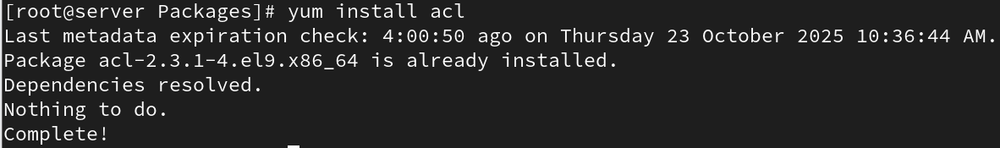 [root@server Packages]# yum install acl
Last metadata expiration check: 4:00:50 ago on Thursday 23 October 2025 10:36:44 AM.
Package acl-2.3.1-4.el9.x86_64 is already installed.
Dependencies resolved.
Nothing to do.
Complete!